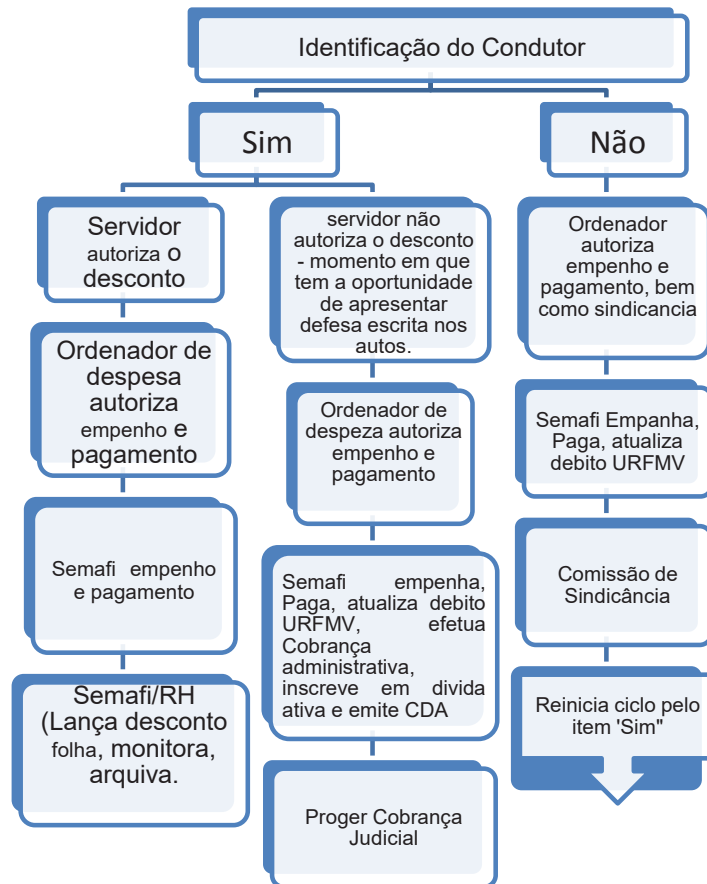 Identificação do Condutor
Sim
Servidor
autoriza o
desconto
Ordenador de
despesa
autoriza
empenho e
pagamento
Semafi empenho
e pagamento
Semafi/RH
(Lança desconto
folha, monitora,
arquiva.
servidor não
autoriza o desconto
- momento em que
tem a oportunidade
de apresentar
defesa escrita nos
autos.
Ordenador de
despeza autoriza
empenho e
pagamento
Semafi empenha,
Paga, atualiza debito
URFMV, efetua
Cobrança
administrativa,
inscreve em divida
ativa e emite CDA
Proger Cobrança
Judicial
Não
Ordenador
autoriza
empenho e
pagamento, bem
como sindicancia
Semafi Empanha,
Paga, atualiza
debito URFMV
Comissão de
Sindicância
Reinicia ciclo pelo
item 'Sim"